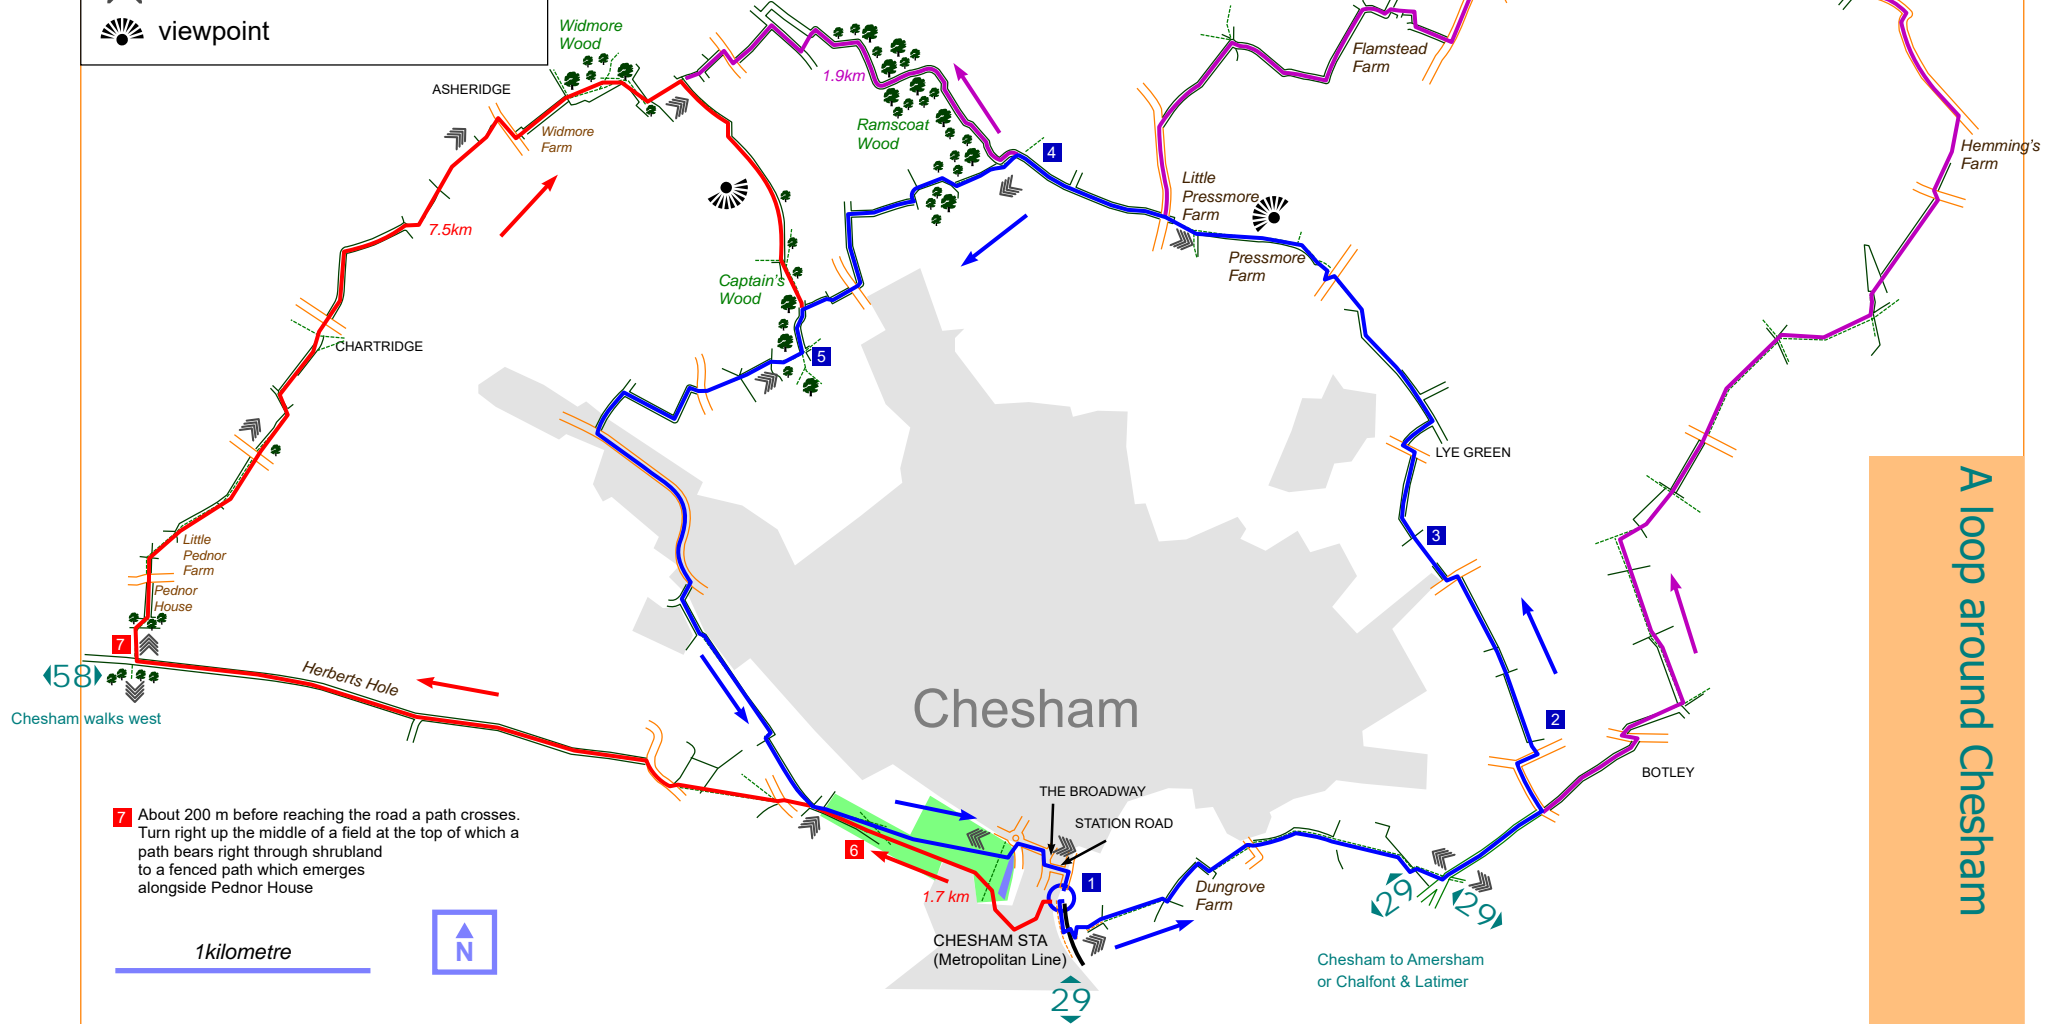 viewpoint
Widmore
Wood
ASHERIDGE
Widmore
Farm
1.9km
Ramscoat
Wood
4
Flamstead
Farm
Hemming's
Farm
Little
Pressmore
Farm
Pressmore
Farm
7.5km
Captain's
Wood
5
CHARTRIDGE
LYE GREEN
3
Little
Pednor
Farm
Pednor
House
7
58
Chesham walks west
Herberts Hole
Chesham
2
BOTLEY
THE BROADWAY
STATION ROAD
6
1.7 km
1
Dungrove
Farm
29
29
CHESHAM STA
(Metropolitan Line)
29
Chesham to Amersham
or Chalfont & Latimer
7 About 200 m before reaching the road a path crosses.
Turn right up the middle of a field at the top of which a
path bears right through shrubland
to a fenced path which emerges
alongside Pednor House
1kilometre
N
A loop around Chesham